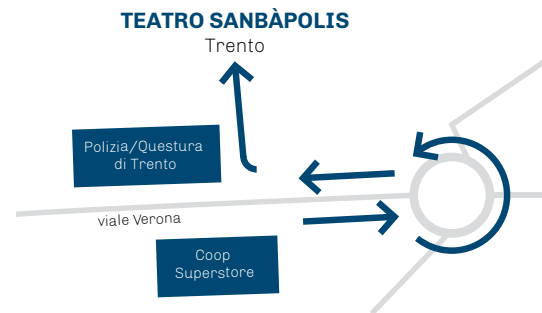 TEATRO SANBÀPOLIS
Trento
Polizia/Questura
di Trento
viale Verona
Coop
Superstore